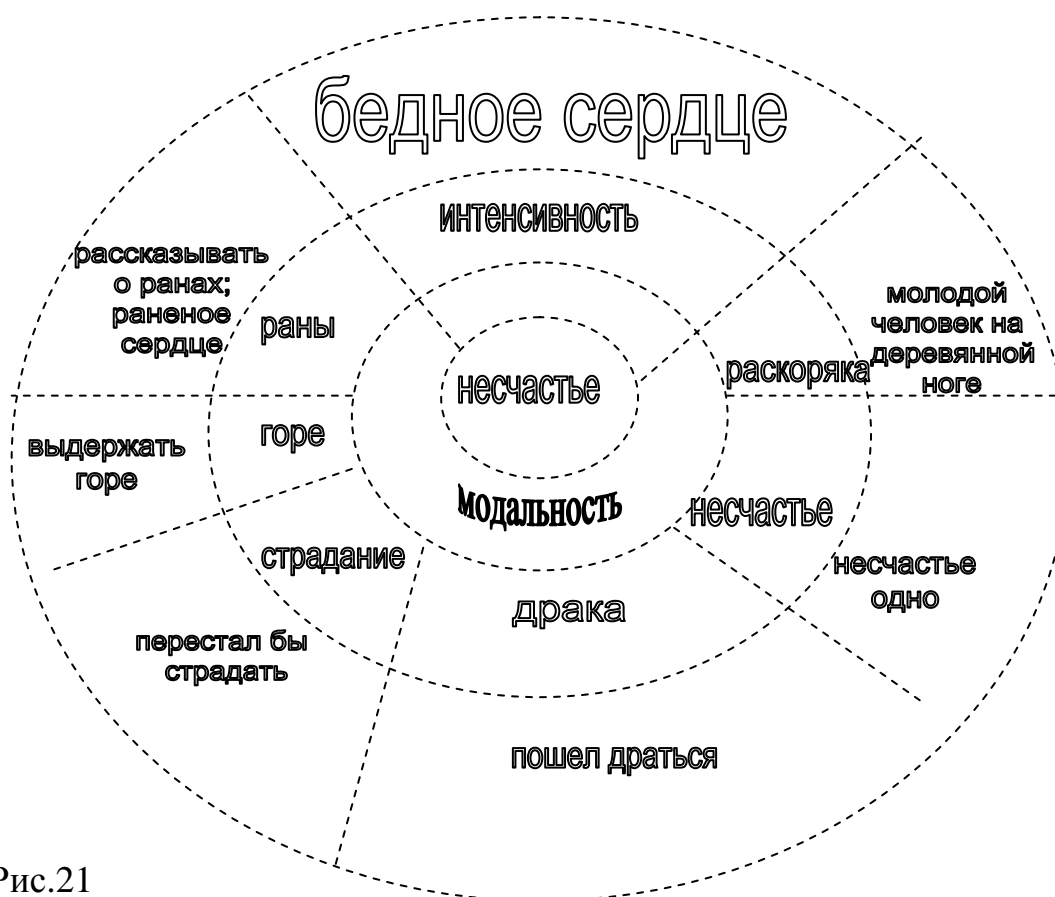 бедное сердце
интенсивность
рассказывать
о ранах;
раненое
сердце
раны
молодой
человек на
деревянной
ноге
раскоряка
несчастье
горе
выдержать
горе
модальность
несчастье
страдание
несчастье
одно
драка
перестал бы
страдать
пошел драться
Рис.21